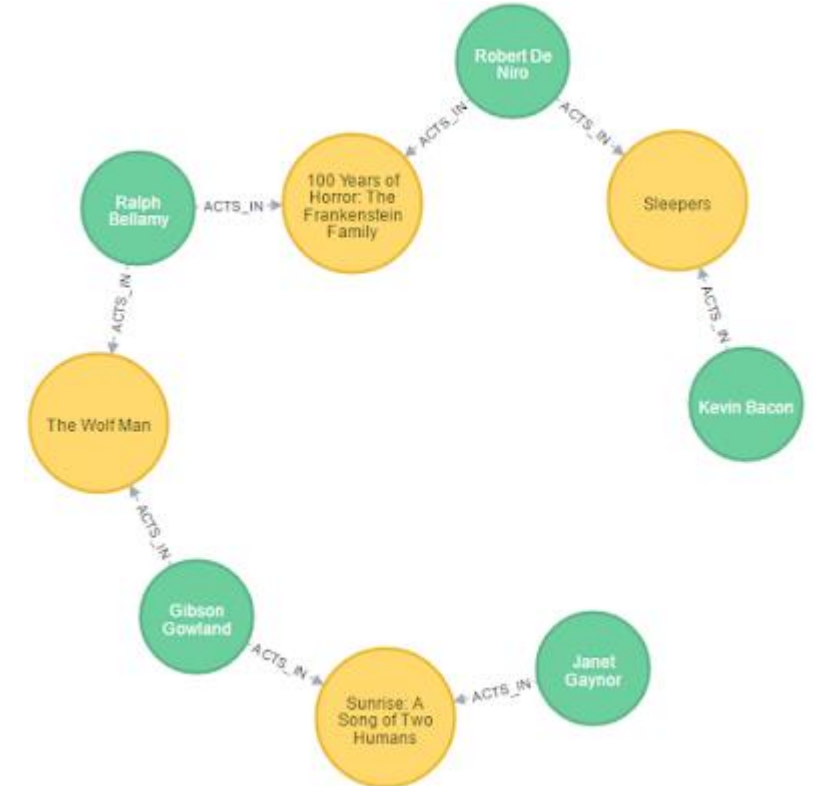 Robert De
Niro
ACTS_IN
ACTS_IN
100 Years of
Horror: The
Frankenstein
Family
Ralph
Bellamy
ACTS_IN
Sleepers
ACTS_IN
ACTS_IN
Kevin Bacon
The Wolf Man
ACTS_IN
Gibson
Gowland
ACTS_IN
Janet
Gaynor
ACTS_IN
Sunrise: A
Song of Two
Humans